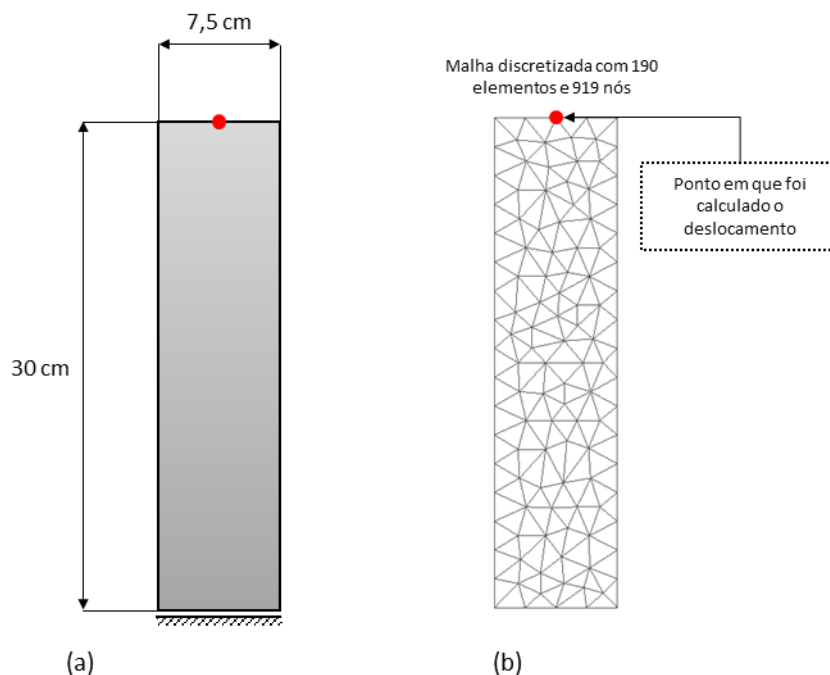 7,5 cm
30 cm
(a)
Malha discretizada com 190
elementos e 919 nós
Ponto em que foi
calculado o
deslocamento
(b)